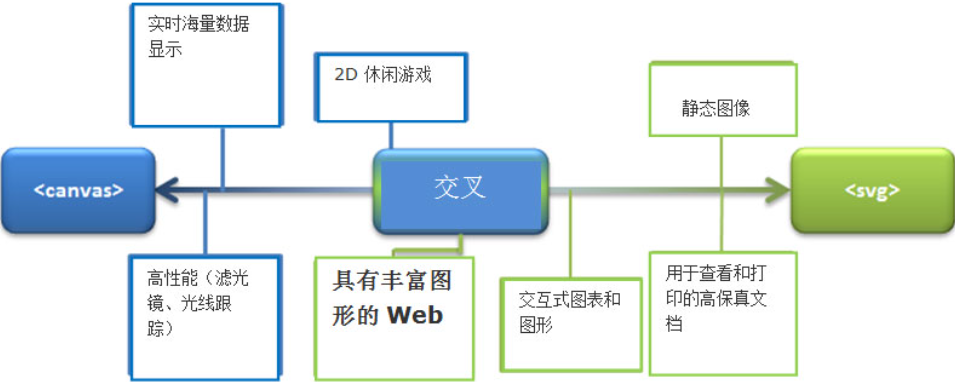 实时海量数据
显示
2D 休闲游戏
静态图像
<canvas>
交叉
<svg>
高性能（滤光
镜、光线跟
踪）
具有丰富图
形的 Web
交互式图表和
图形
用于查看和打
印的高保真文
档